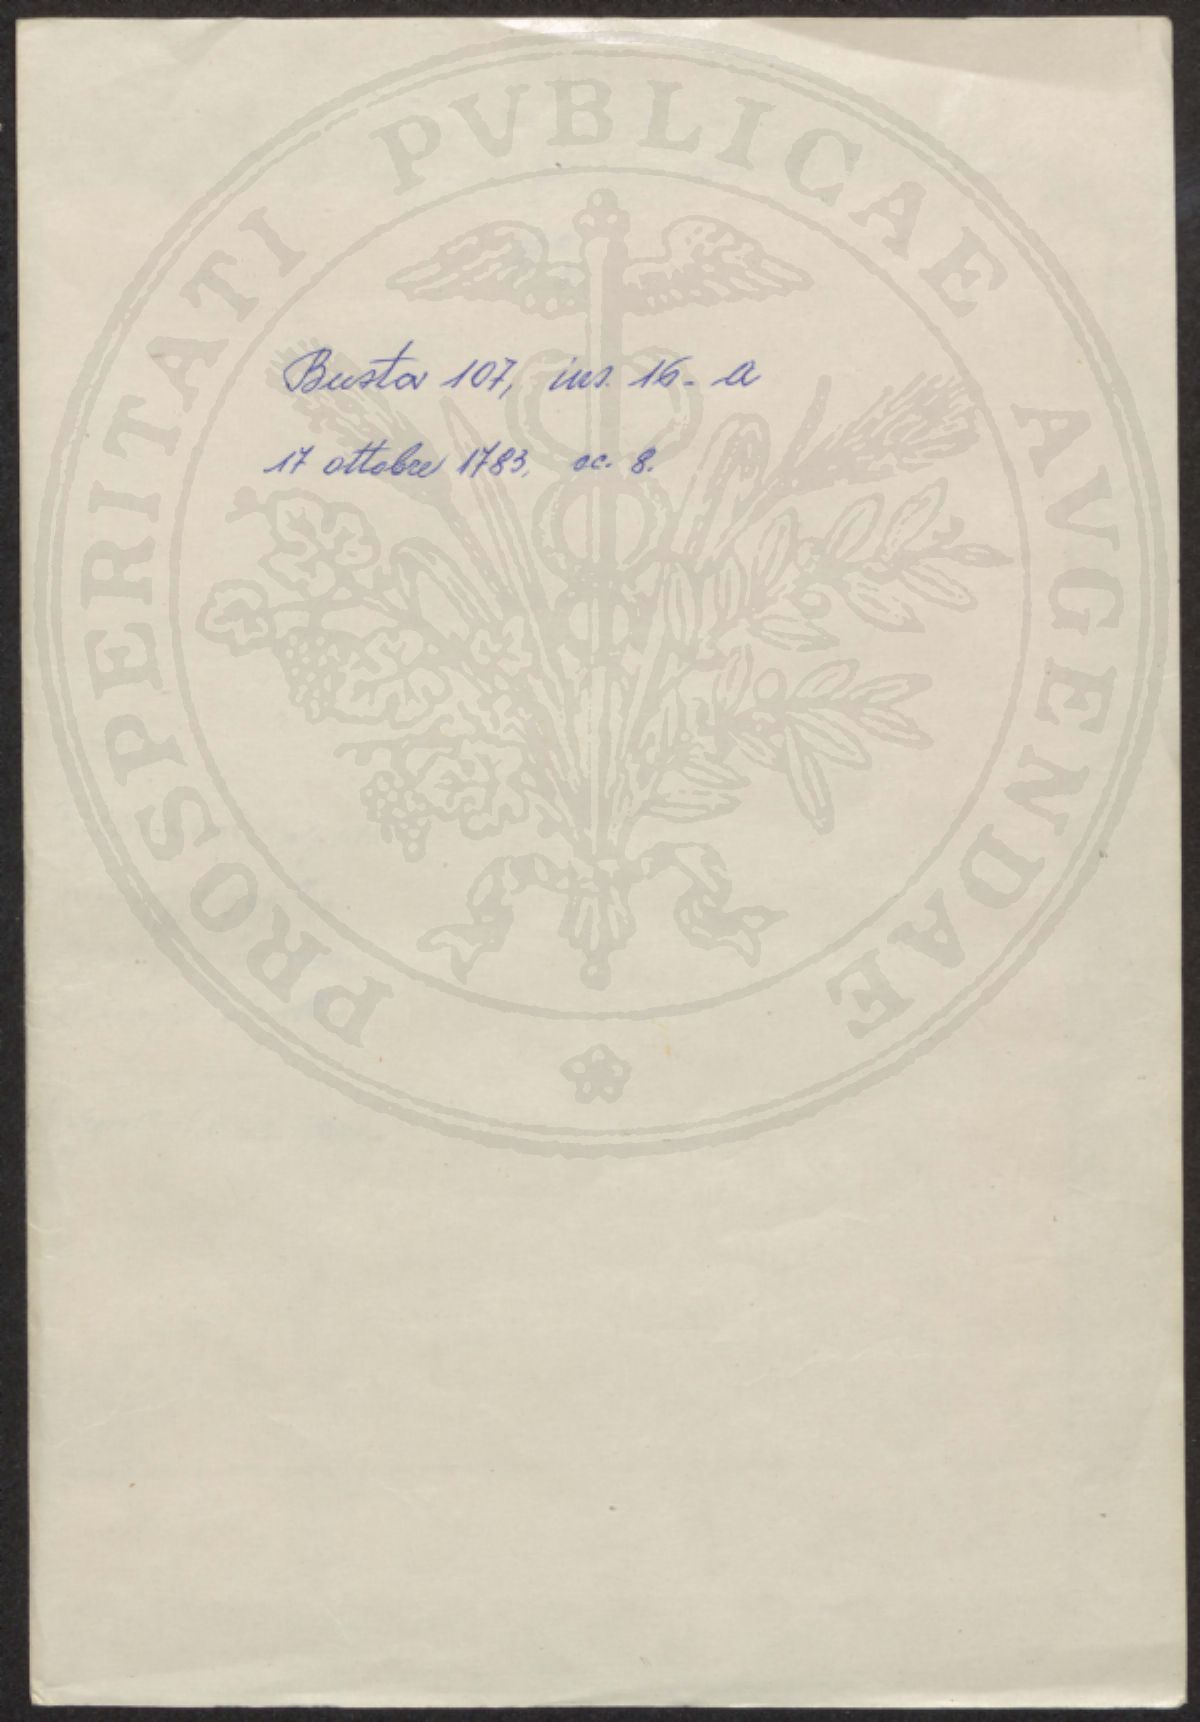 PROSPERITATI PVBLICAE AVGENDAE
Busta 107, ins. 16. a
17 ottobre 1783, cc. 8.